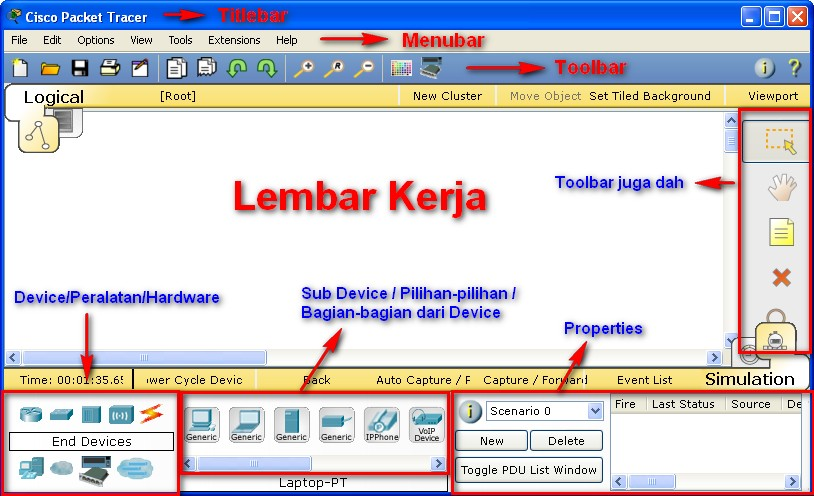 Cisco Packet Tracer
Titlebar
File Edit Options View Tools Extensions Help
Menubar
Toolbar
Logical
[Root]
New Cluster
Move Object
Set Tiled Background
Viewport
Lembar Kerja
Toolbar juga dah
Device/Peralatan/Hardware
Sub Device / Pilihan-pilihan /
Bagian-bagian dari Device
Properties
Time: 00:01:35.65
ower Cycle Devic
Back
Auto Capture / F
Capture / Forward
Event List
Simulation
End Devices
Generic
Generic
Generic
Generic
IPPhone
VoIP
Device
Laptop-PT
Scenario 0
New
Delete
Toggle PDU List Window
Fire
Last Status
Source
De